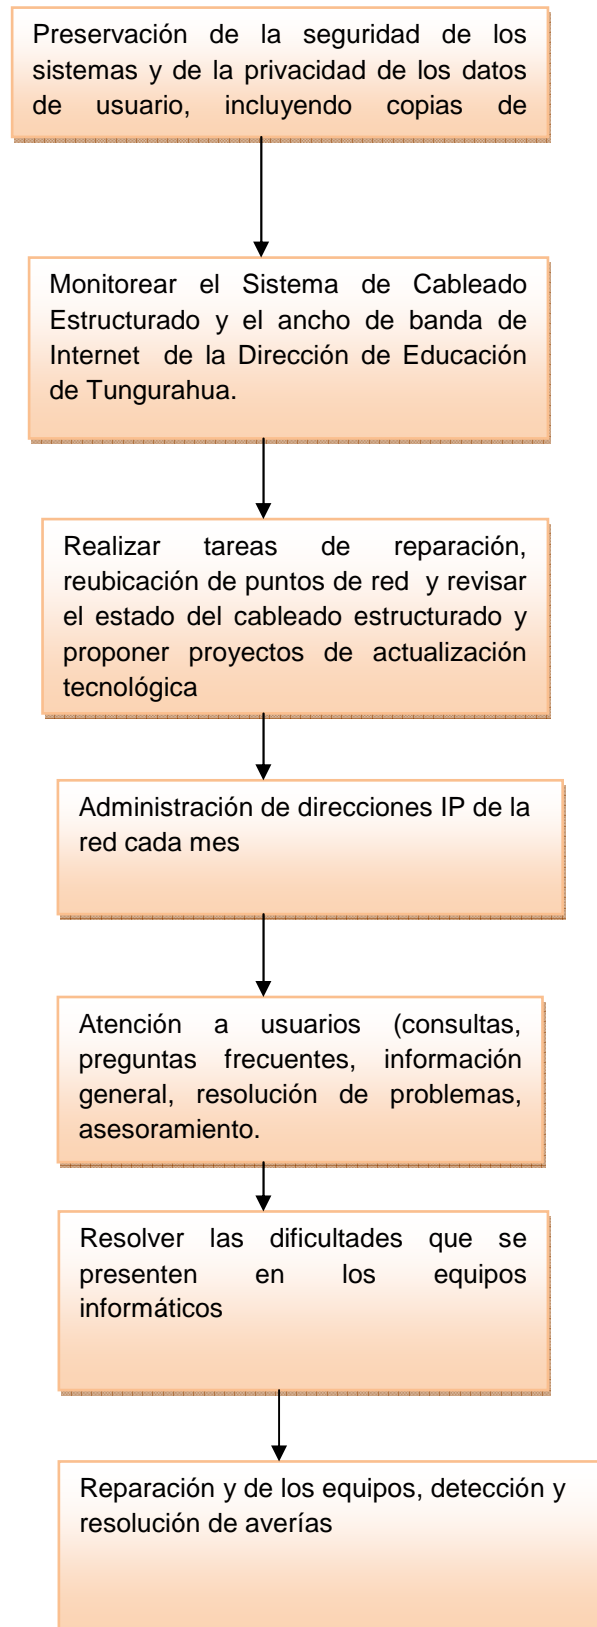 Preservación de la seguridad de los
sistemas y de la privacidad de los datos
de usuario, incluyendo copias de
Monitorear el Sistema de Cableado
Estructurado y el ancho de banda de
Internet de la Dirección de Educación
de Tungurahua.
Realizar tareas de reparación,
reubicación de puntos de red y revisar
el estado del cableado estructurado y
proponer proyectos de actualización
tecnológica
Administración de direcciones IP de la
red cada mes
Atención a usuarios (consultas,
preguntas frecuentes, información
general, resolución de problemas,
asesoramiento.
Resolver las dificultades que se
presenten en los equipos
informáticos
Reparación y de los equipos, detección y
resolución de averías